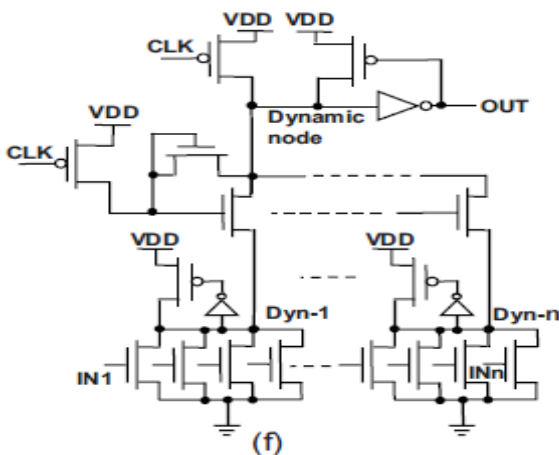 VDD VDD
CLK
OUT
Dynamic
node
VDD
CLK
VDD VDD
Dyn-1 Dyn-n
IN1 INn
(f)